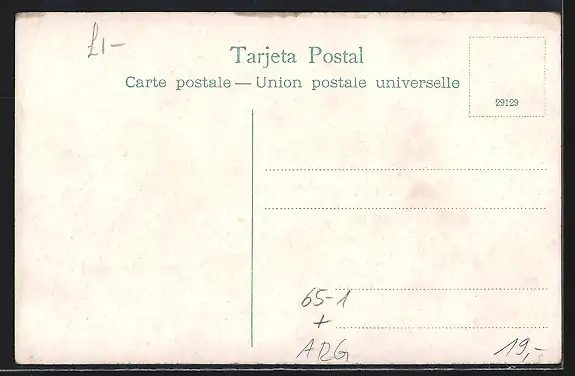 £1-
Tarjeta Postal
Carte postale — Union postale universelle
29129
65-1
+
ARG
19,-